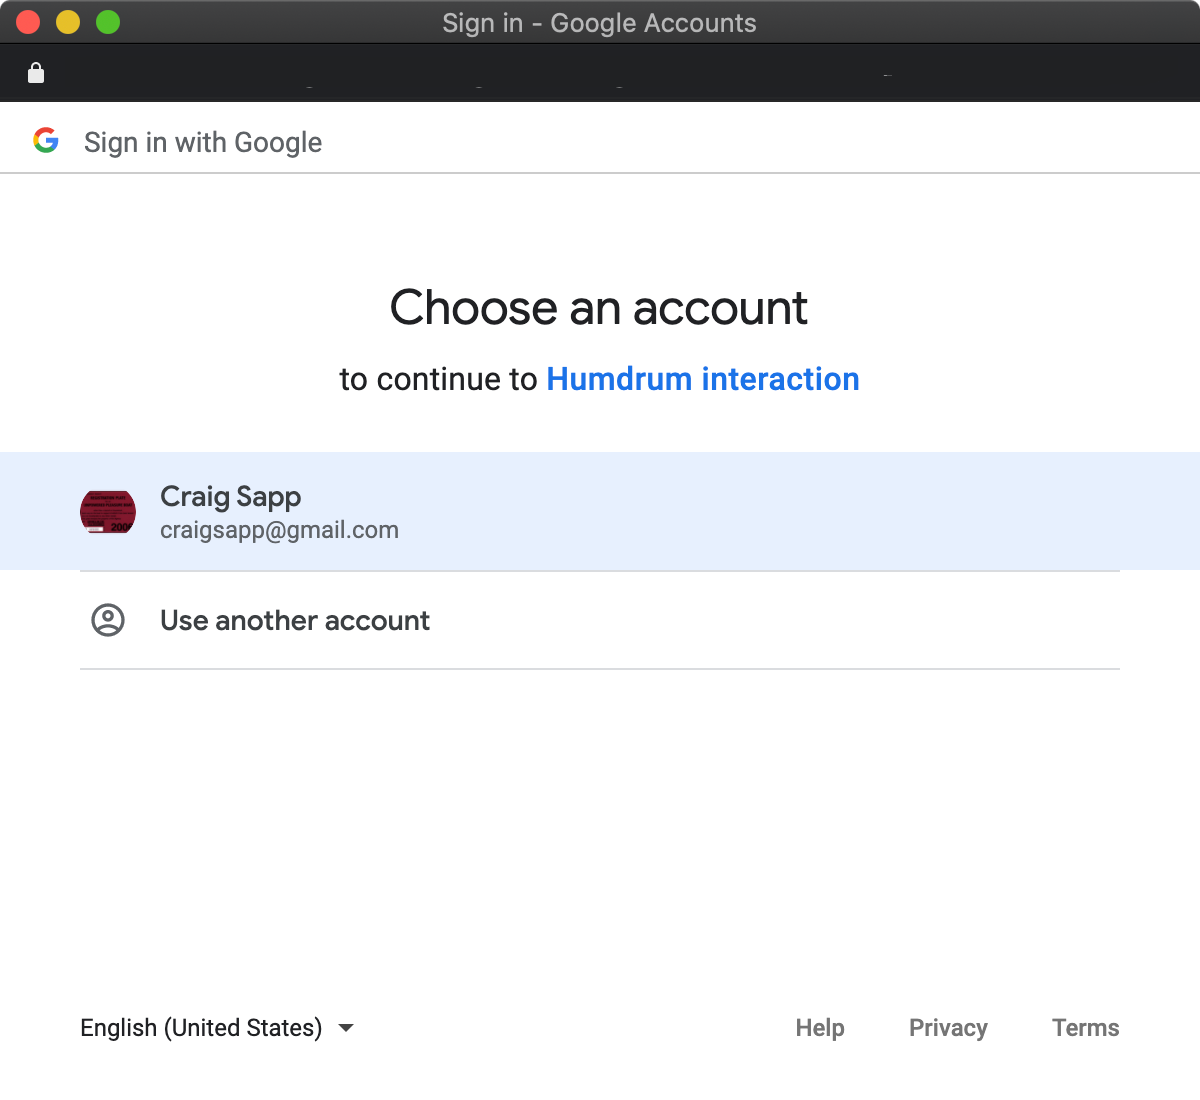 Sign in - Google Accounts
Sign in with Google
Choose an account
to continue to Humdrum interaction
Craig Sapp
craigsapp@gmail.com
2006
Use another account
English (United States)
Help Privacy Terms